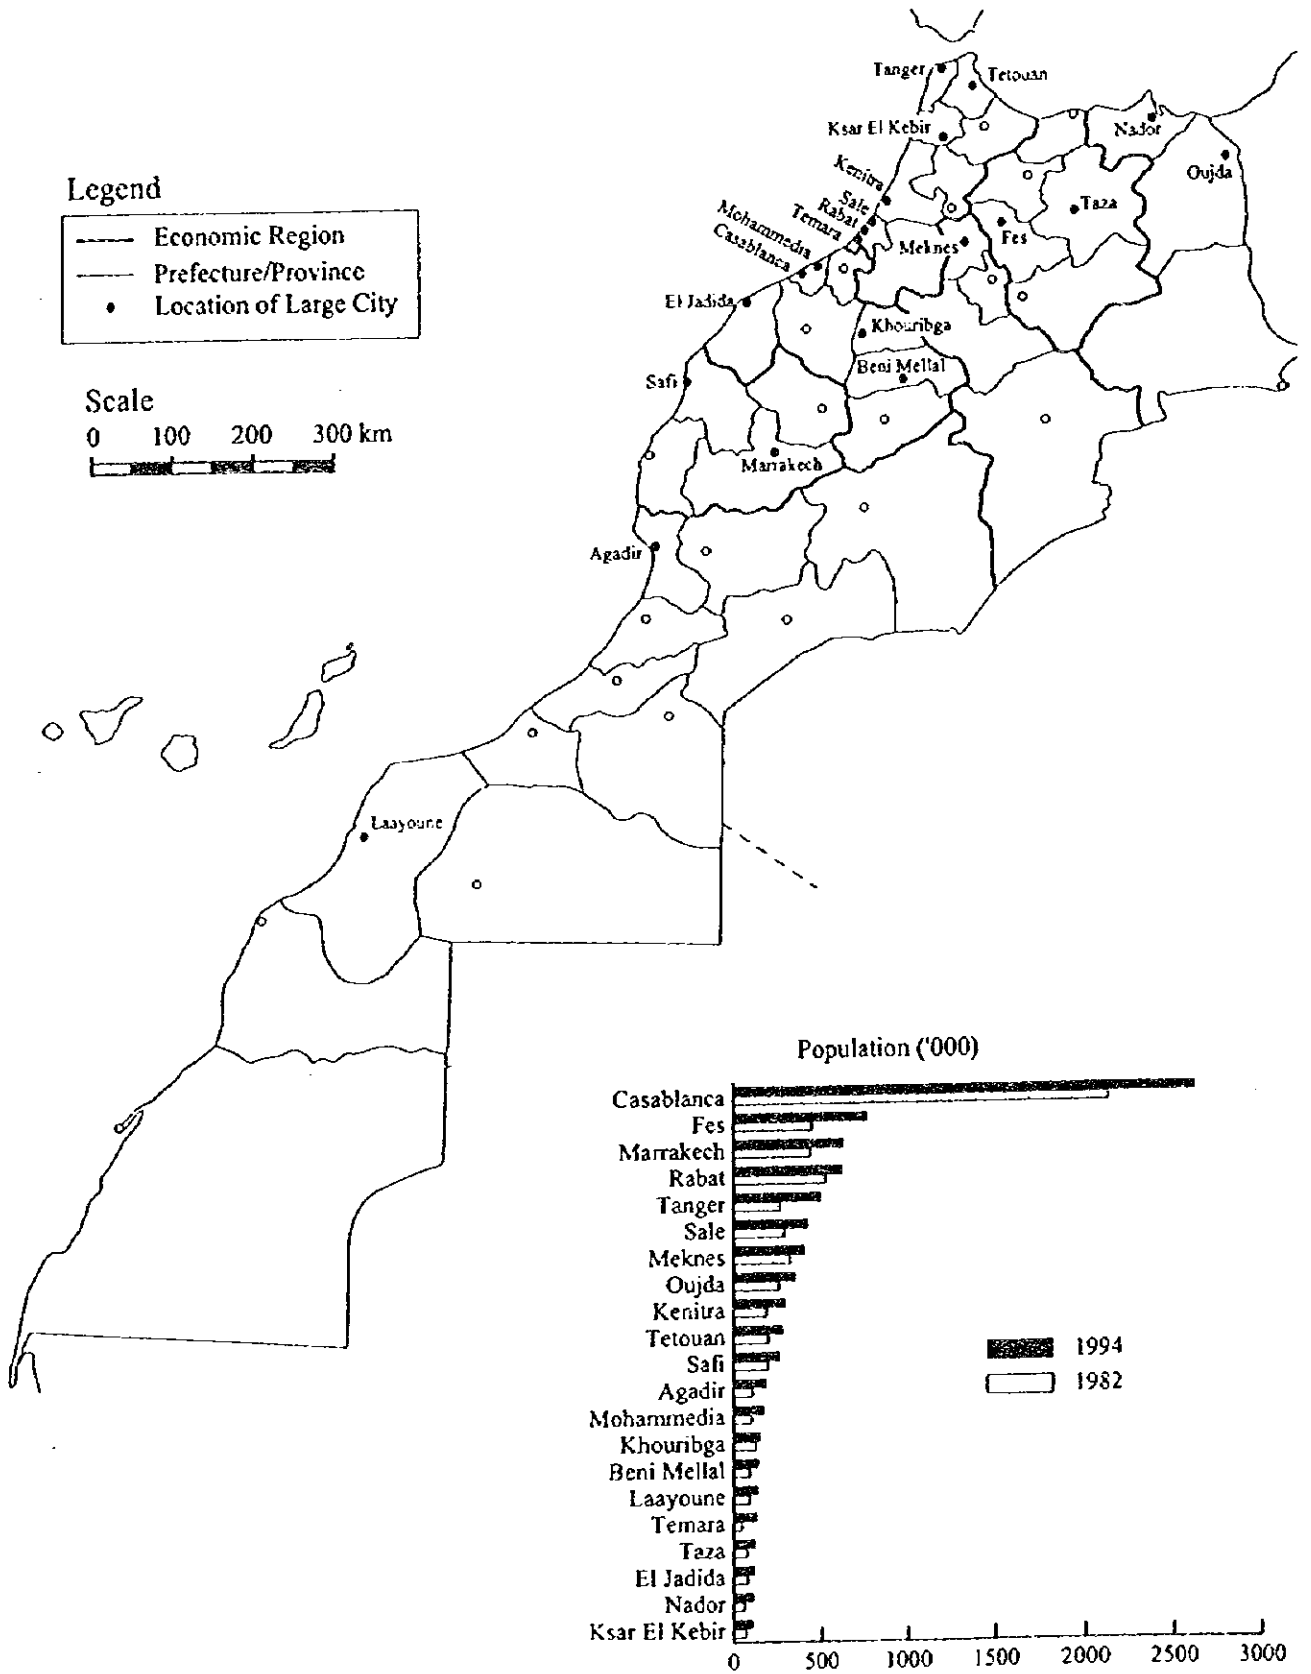 Tanger
Tetouan
Ksar El Kebir
Nador
Oujda
Kenitra
Sale
Rabat
Temara
Mohammedia
Casablanca
Taza
Fes
Meknes
El Jadida
Khouribga
Beni Mellal
Safi
Marrakech
Agadir
Laayoune
Legend
Economic Region
Prefecture/Province
Location of Large City
Scale
0 100 200 300 km
Population ('000)
Casablanca
Fes
Marrakech
Rabat
Tanger
Sale
Meknes
Oujda
Kenitra
Tetouan
Safi
Agadir
Mohammedia
Khouribga
Beni Mellal
Laayoune
Temara
Taza
El Jadida
Nador
Ksar El Kebir
1994
1982
0 500 1000 1500 2000 2500 3000